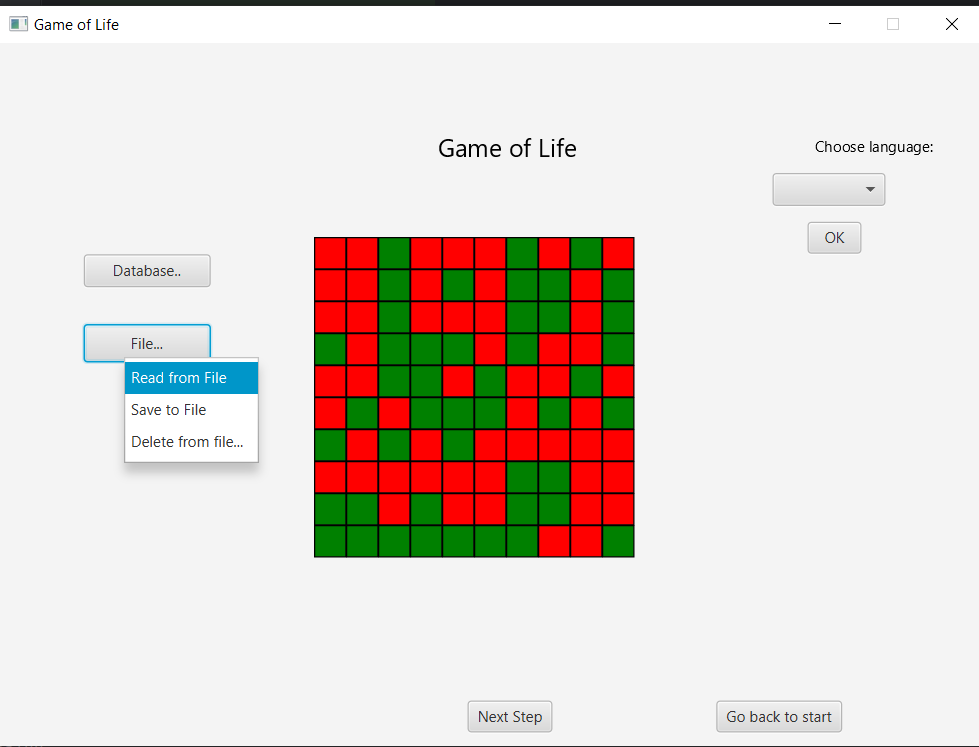 Game of Life
Game of Life
Choose language:
OK
Database..
File...
Read from File
Save to File
Delete from file...
Next Step
Go back to start